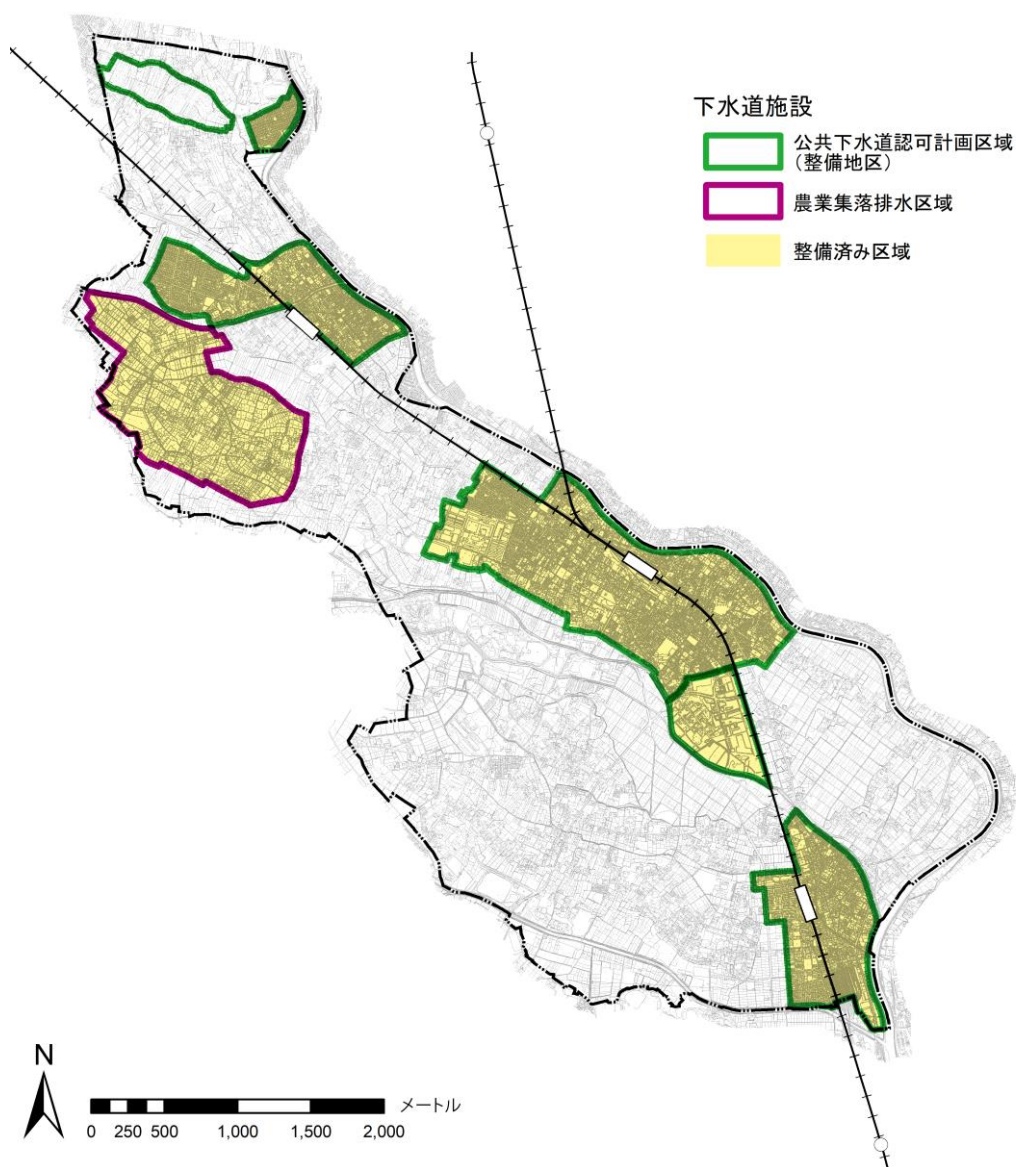 下水道施設
公共下水道認可計画区域
(整備地区)
農業集落排水区域
整備済み区域
N
メートル
0 250 500 1,000 1,500 2,000